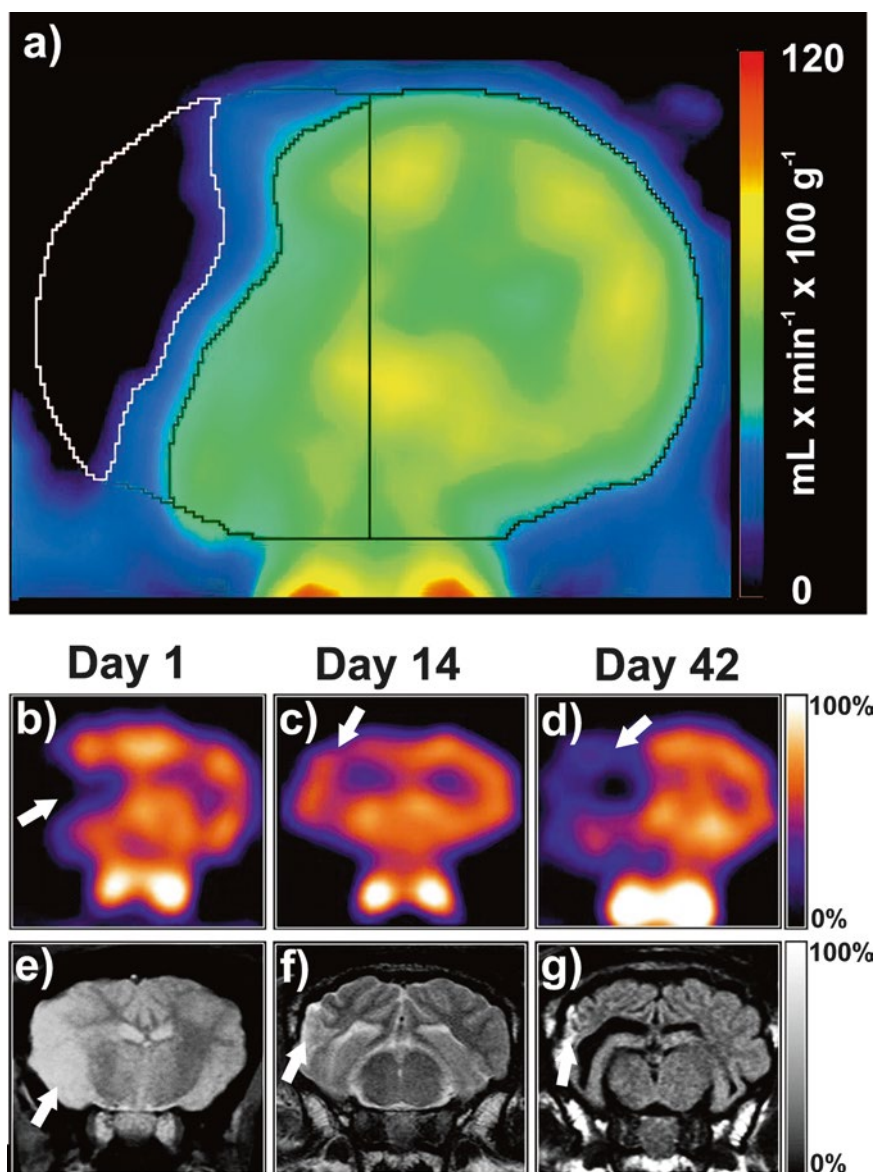 a)
120
mL x min⁻¹ x 100 g⁻¹
0
Day 1
Day 14
Day 42
b)
c)
d)
100%
0%
e)
f)
g)
100%
0%